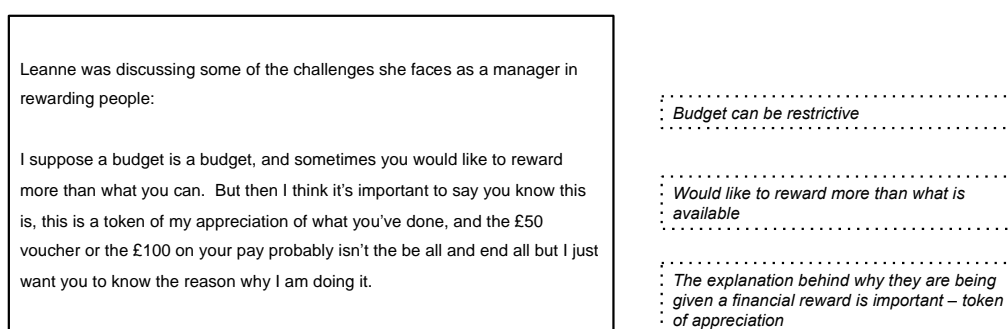 Leanne was discussing some of the challenges she faces as a manager in
rewarding people:
I suppose a budget is a budget, and sometimes you would like to reward
more than what you can.  But then I think it's important to say you know this
is, this is a token of my appreciation of what you've done, and the £50
voucher or the £100 on your pay probably isn't the be all and end all but I just
want you to know the reason why I am doing it.
Budget can be restrictive
Would like to reward more than what is
available
The explanation behind why they are being
given a financial reward is important – token
of appreciation